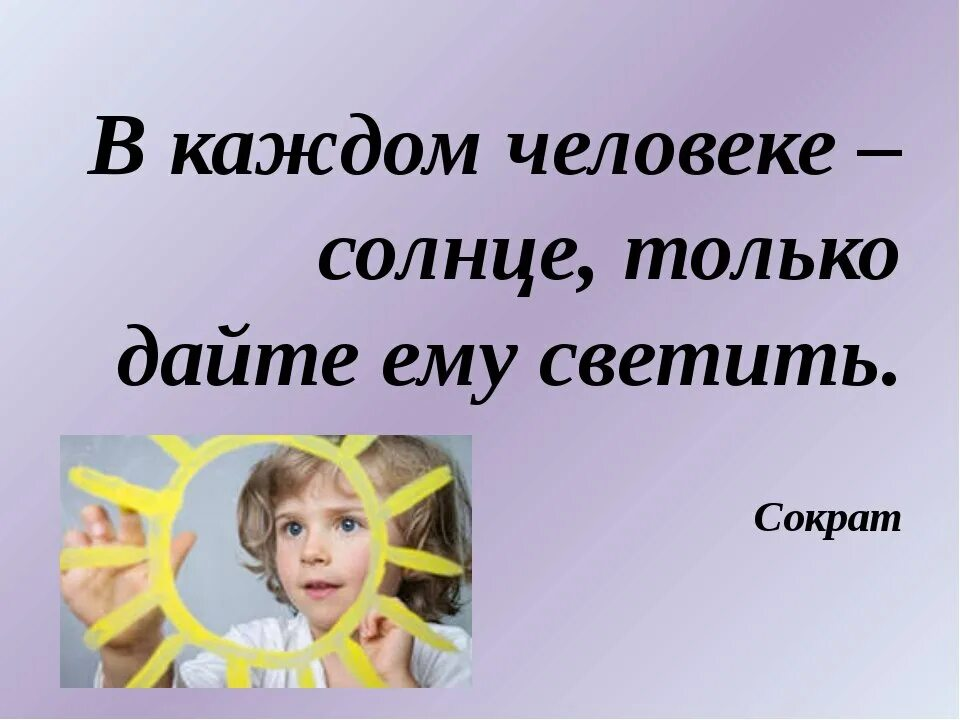 В каждом человеке –
солнце, только
дайте ему светить.
Сократ